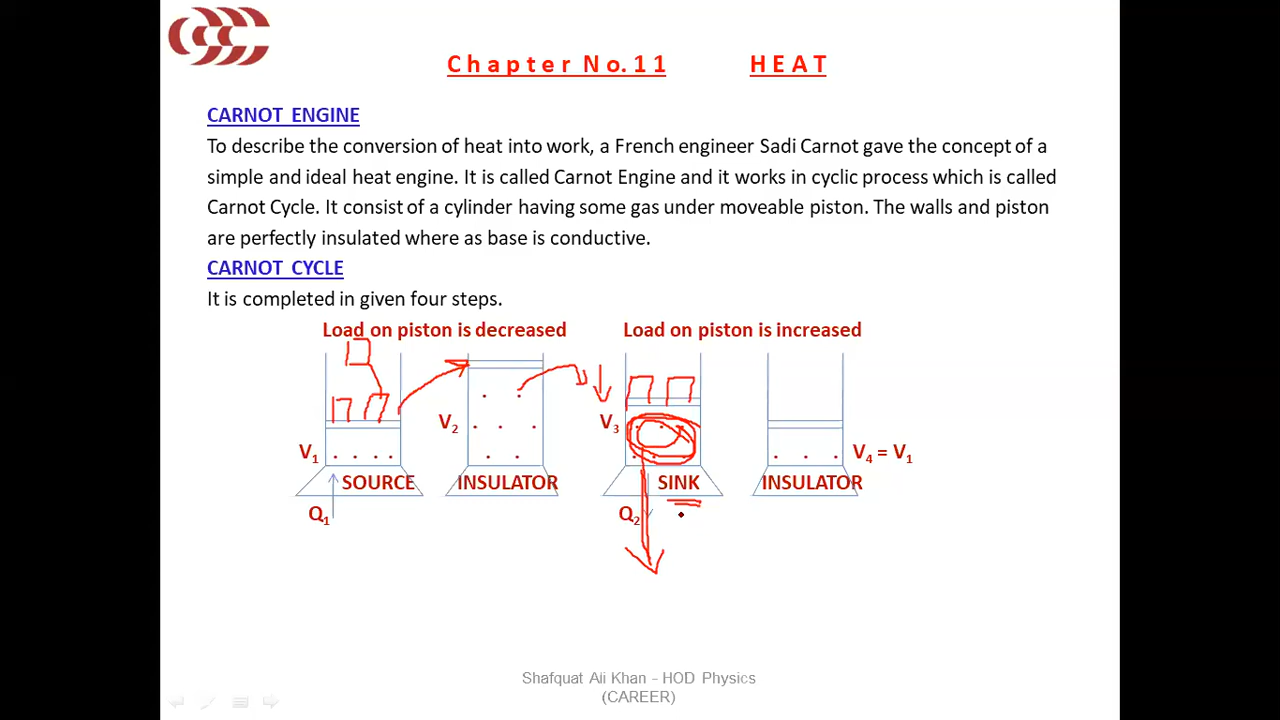 Chapter No.11 HEAT
CARNOT ENGINE
To describe the conversion of heat into work, a French engineer Sadi Carnot gave the concept of a
simple and ideal heat engine. It is called Carnot Engine and it works in cyclic process which is called
Carnot Cycle. It consist of a cylinder having some gas under moveable piston. The walls and piston
are perfectly insulated where as base is conductive.
CARNOT CYCLE
It is completed in given four steps.
Load on piston is decreased Load on piston is increased
V2 V3
V1 V4 = V1
SOURCE INSULATOR SINK INSULATOR
Q1 Q2
Shafquat Ali Khan - HOD Physics
(CAREER)